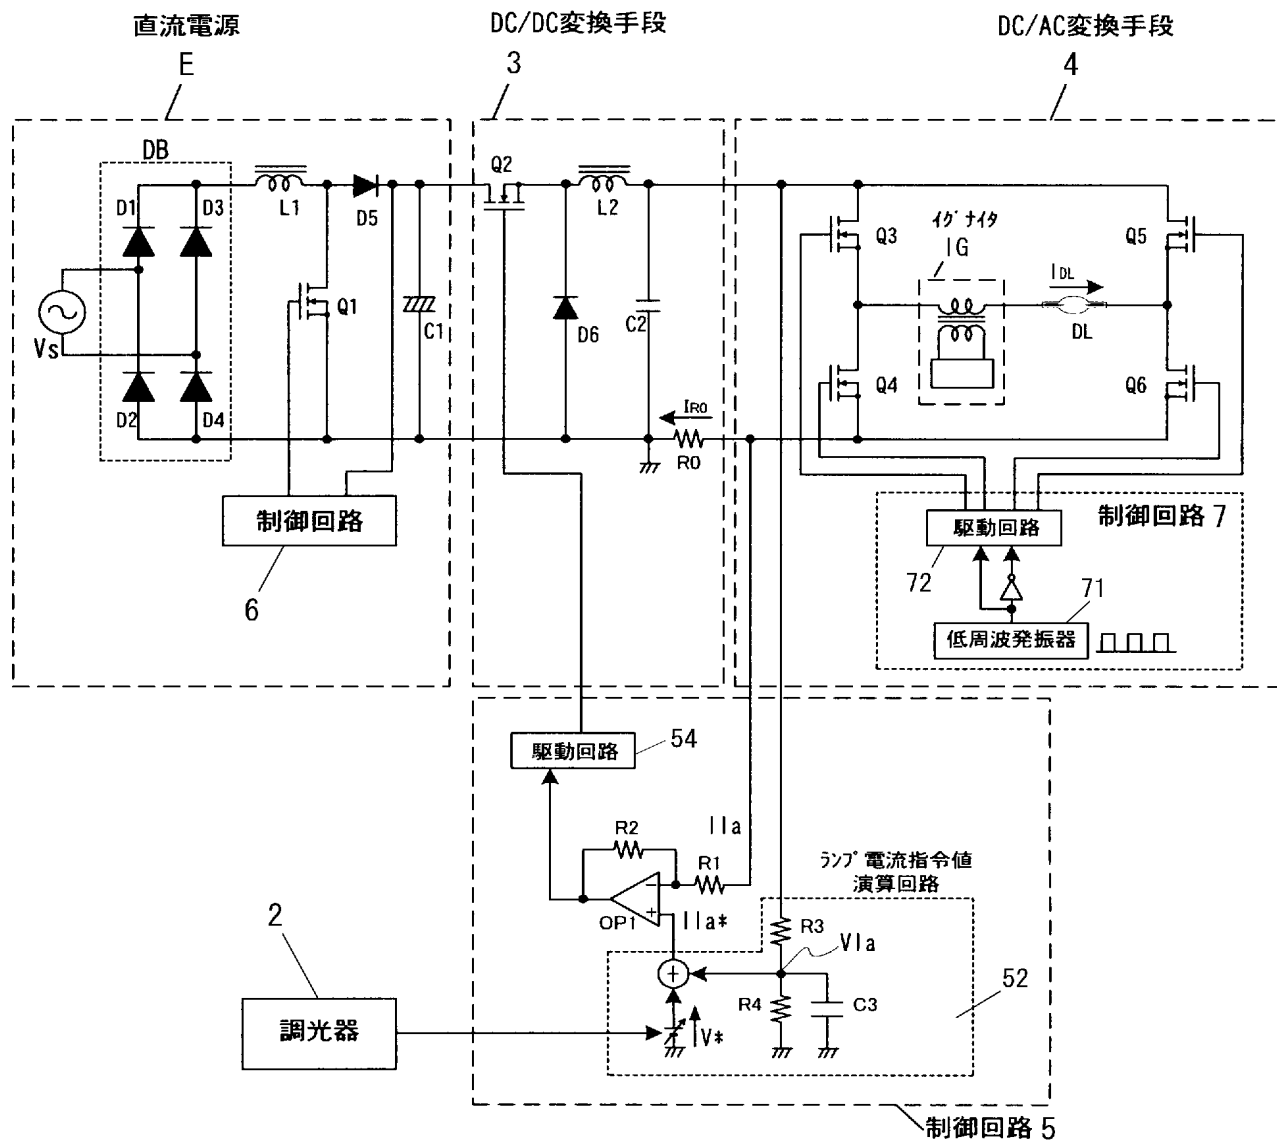 直流電源
E
DC/DC変換手段
3
DC/AC変換手段
4
DB
D1
D3
D2
D4
Vs
L1
D5
Q1
C1
制御回路
6
Q2
L2
D6
C2
IR0
R0
Q3
Q4
Q5
Q6
イグナイタ
IG
IDL
DL
制御回路7
駆動回路
72
71
低周波発振器
駆動回路
54
IIa
R2
R1
OP1
IIa*
ランプ電流指令値
演算回路
R3
VIa
R4
C3
52
V*
2
調光器
制御回路5